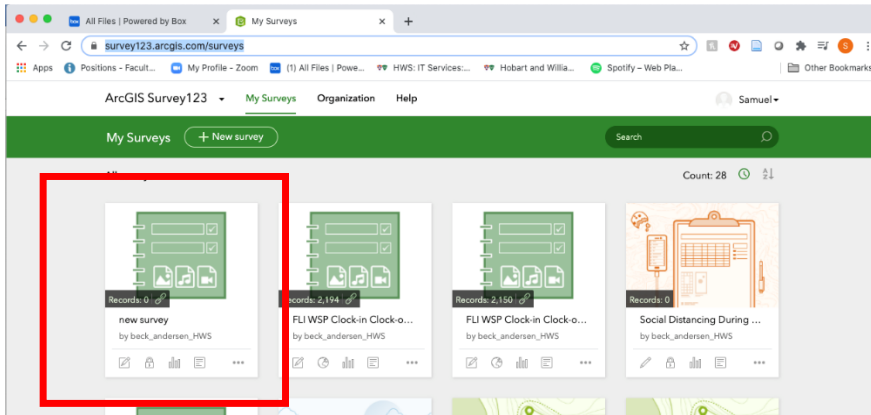 All Files | Powered by Box
My Surveys
survey123.arcgis.com/surveys
Apps
Positions - Facult...
My Profile - Zoom
(1) All Files | Powe...
HWS: IT Services:...
Hobart and Willia...
Spotify – Web Pla...
Other Bookmarks
ArcGIS Survey123
My Surveys
Organization
Help
Samuel
My Surveys
+ New survey
Search
Count: 28
Records: 0
Records: 2,194
Records: 2,150
Records: 0
new survey
FLI WSP Clock-in Clock-o...
FLI WSP Clock-in Clock-o...
Social Distancing During ...
by beck_andersen_HWS
by beck_andersen_HWS
by beck_andersen_HWS
by beck_andersen_HWS